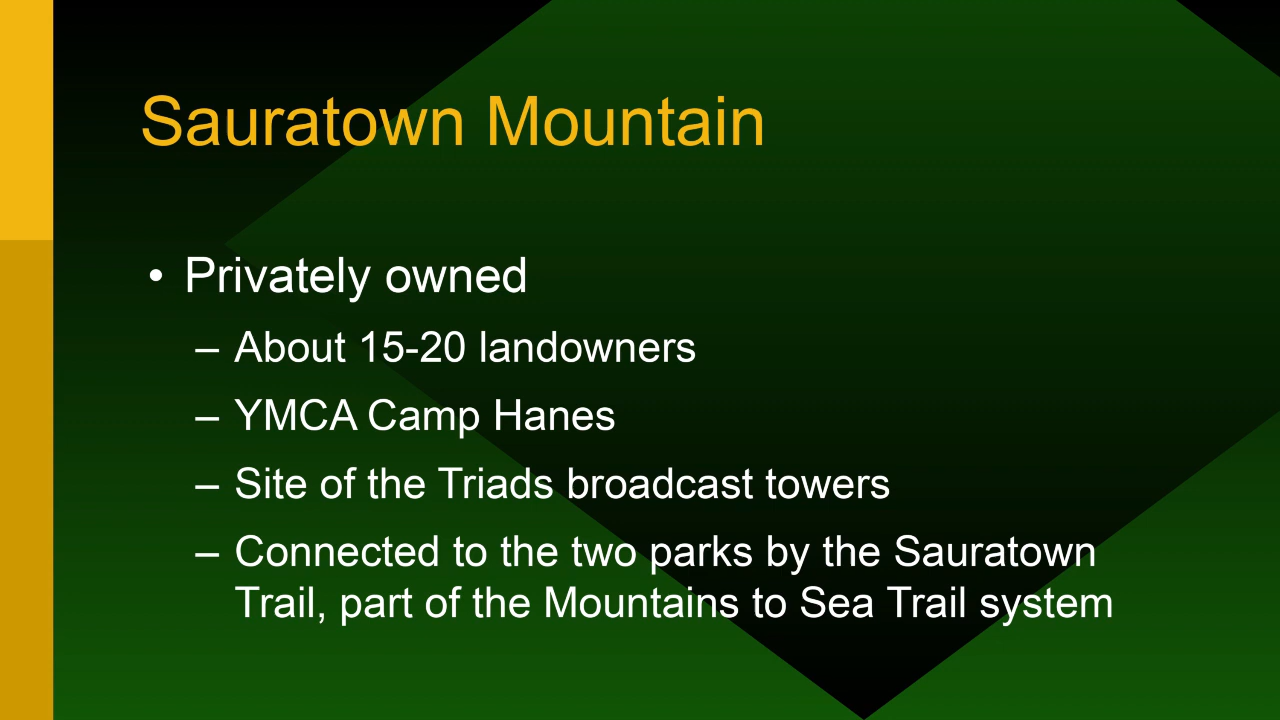 Sauratown Mountain
• Privately owned
– About 15-20 landowners
– YMCA Camp Hanes
– Site of the Triads broadcast towers
– Connected to the two parks by the Sauratown
Trail, part of the Mountains to Sea Trail system